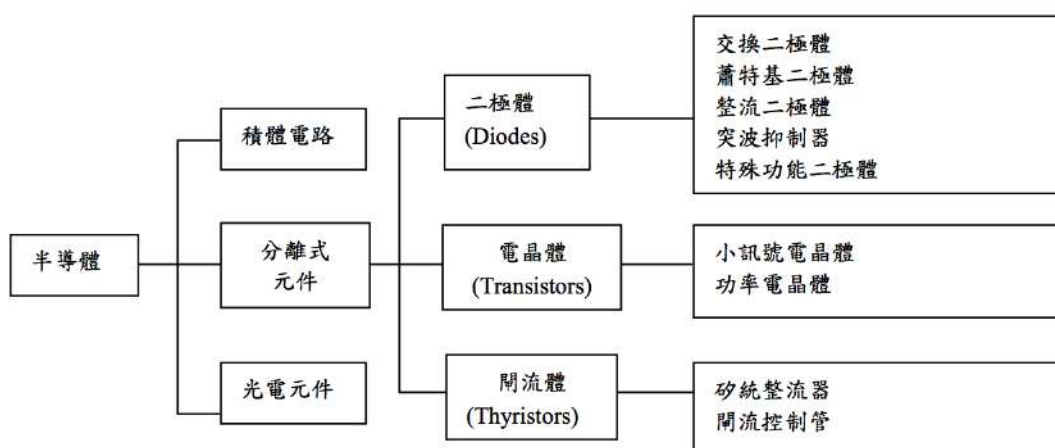 半導體
積體電路
分離式
元件
光電元件
二極體
(Diodes)
電晶體
(Transistors)
閘流體
(Thyristors)
交換二極體
蕭特基二極體
整流二極體
突波抑制器
特殊功能二極體
小訊號電晶體
功率電晶體
矽統整流器
閘流控制管